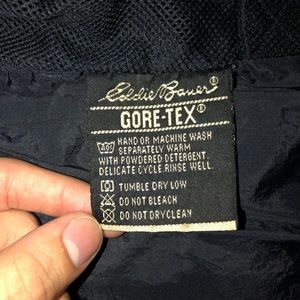 Eddie Bauer®
GORE-TEX®
HAND OR MACHINE WASH
SEPARATELY WARM
WITH POWDERED DETERGENT.
DELICATE CYCLE.RINSE WELL.
TUMBLE DRY LOW
DO NOT BLEACH
DO NOT DRYCLEAN